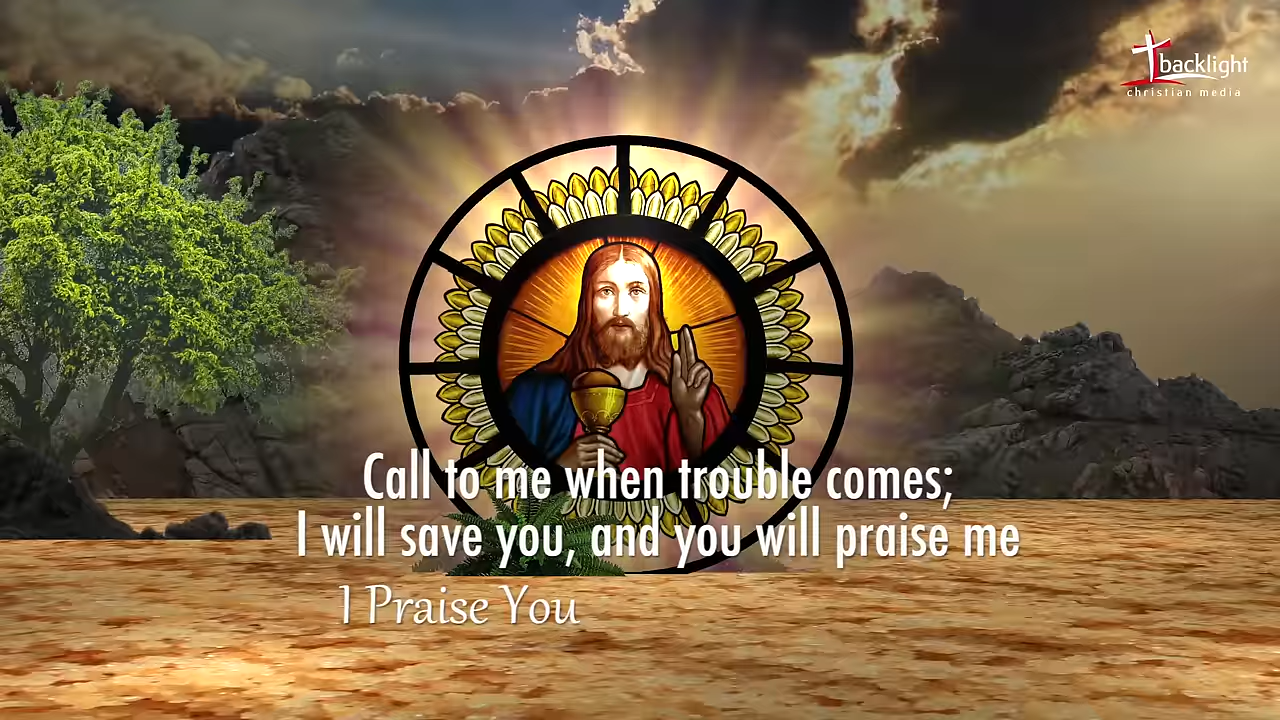 backlight
christian media
Call to me when trouble comes;
I will save you, and you will praise me
I Praise You